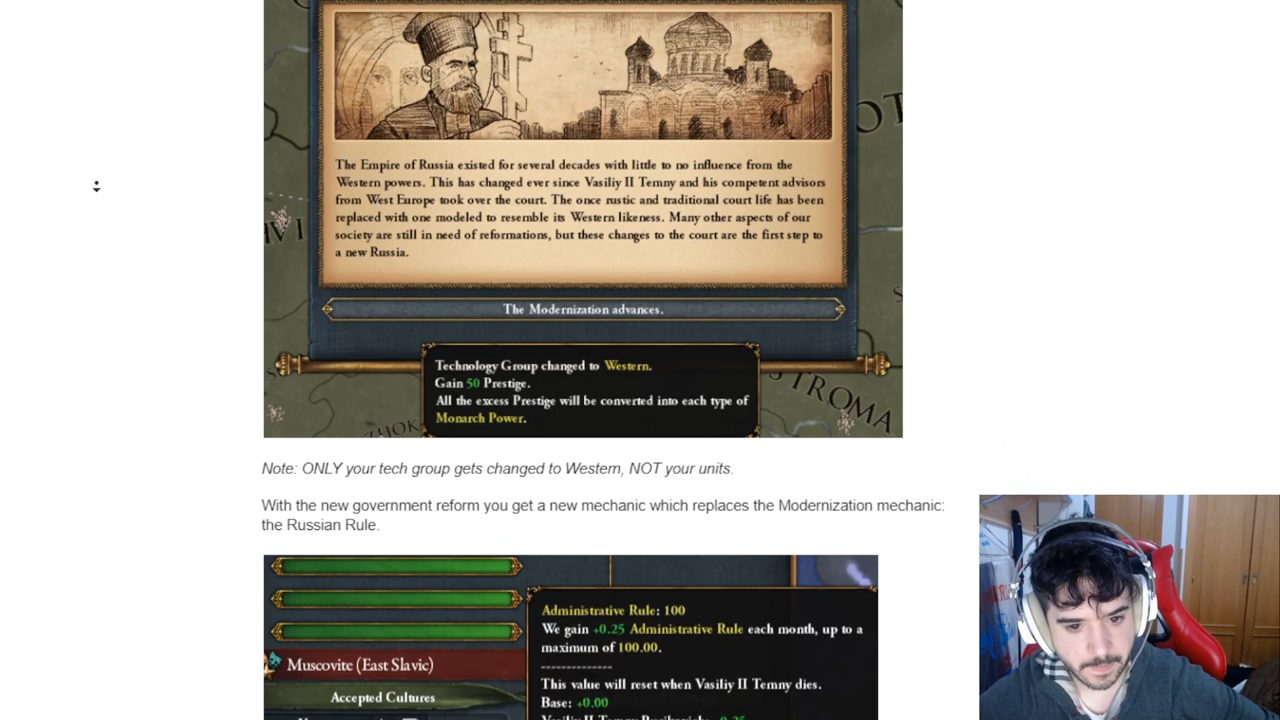 The Empire of Russia existed for several decades with little to no influence from the
Western powers. This has changed ever since Vasiliy II Temny and his competent advisors
from West Europe took over the court. The once rustic and traditional court life has been
replaced with one modeled to resemble its Western likeness. Many other aspects of our
society are still in need of reformations, but these changes to the court are the first step to
a new Russia.
The Modernization advances.
Technology Group changed to Western.
Gain 50 Prestige.
All the excess Prestige will be converted into each type of
Monarch Power.
STROMA
ZHOK
Note: ONLY your tech group gets changed to Western, NOT your units.
With the new government reform you get a new mechanic which replaces the Modernization mechanic:
the Russian Rule.
Administrative Rule: 100
We gain +0.25 Administrative Rule each month, up to a
maximum of 100.00.
--------------
This value will reset when Vasiliy II Temny dies.
Base: +0.00
Muscovite (East Slavic)
Accepted Cultures